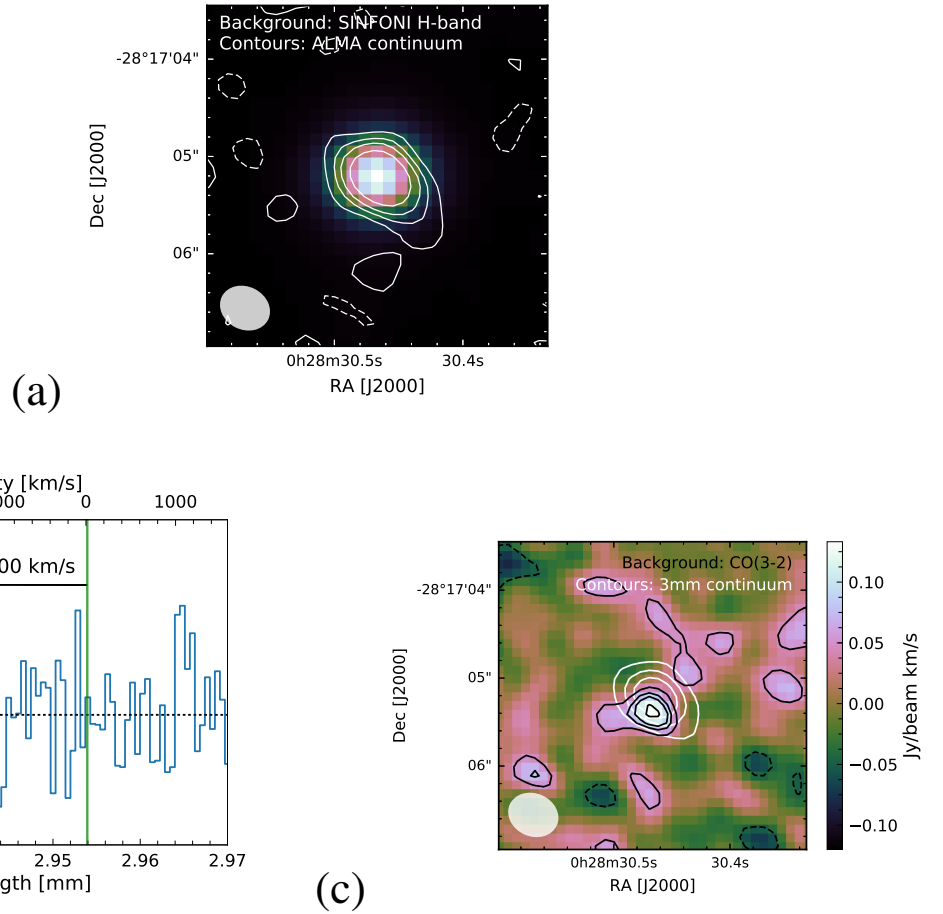 Background: SINFONI H-band
Contours: ALMA continuum
-28°17'04"
05"
06"
Dec [J2000]
0h28m30.5s
30.4s
RA [J2000]
(a)
ty [km/s]
000
0
1000
00 km/s
2.95
2.96
2.97
gth [mm]
Background: CO(3-2)
Contours: 3mm continuum
-28°17'04"
05"
06"
Dec [J2000]
0h28m30.5s
30.4s
RA [J2000]
0.10
0.05
0.00
−0.05
−0.10
Jy/beam km/s
(c)